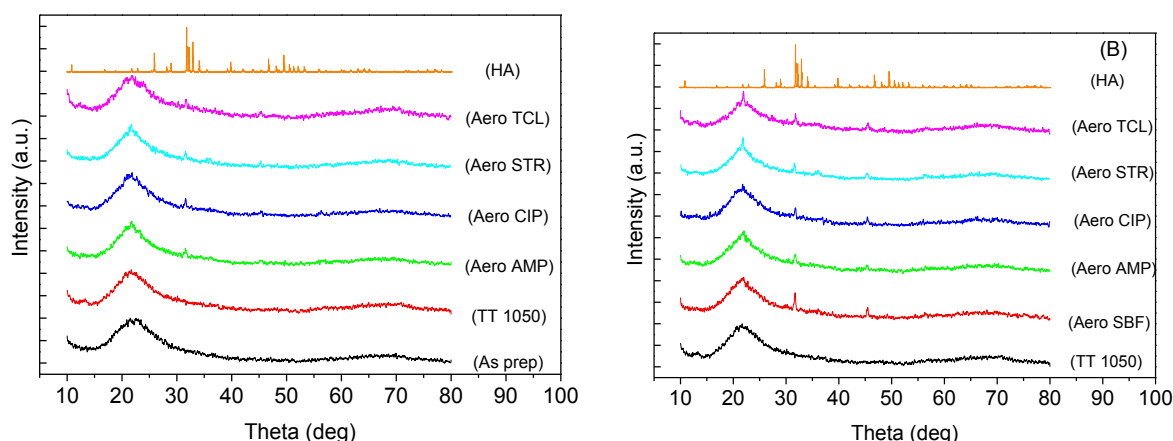 Intensity (a.u.)
(HA)
(Aero TCL)
(Aero STR)
(Aero CIP)
(Aero AMP)
(TT 1050)
(As prep)
10 20 30 40 50 60 70 80 90 100
Theta (deg)
(B)
Intensity (a.u.)
(HA)
(Aero TCL)
(Aero STR)
(Aero CIP)
(Aero AMP)
(Aero SBF)
(TT 1050)
10 20 30 40 50 60 70 80 90 100
Theta (deg)